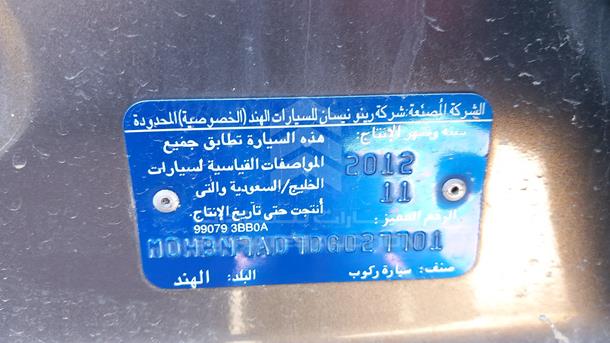 الشركة المصنعة: شركة رينو نيسان للسيارات الهند (الخصوصية) المحدودة
سنة وشهر الإنتاج: هذه السيارة تطابق جميع
2012 المواصفات القياسية لسيارات
11 الخليج/السعودية والتى
الرقم المميز: أنتجت حتى تاريخ الإنتاج.
99079 3BB0A
صنف: سيارة ركوب البلد: الهند